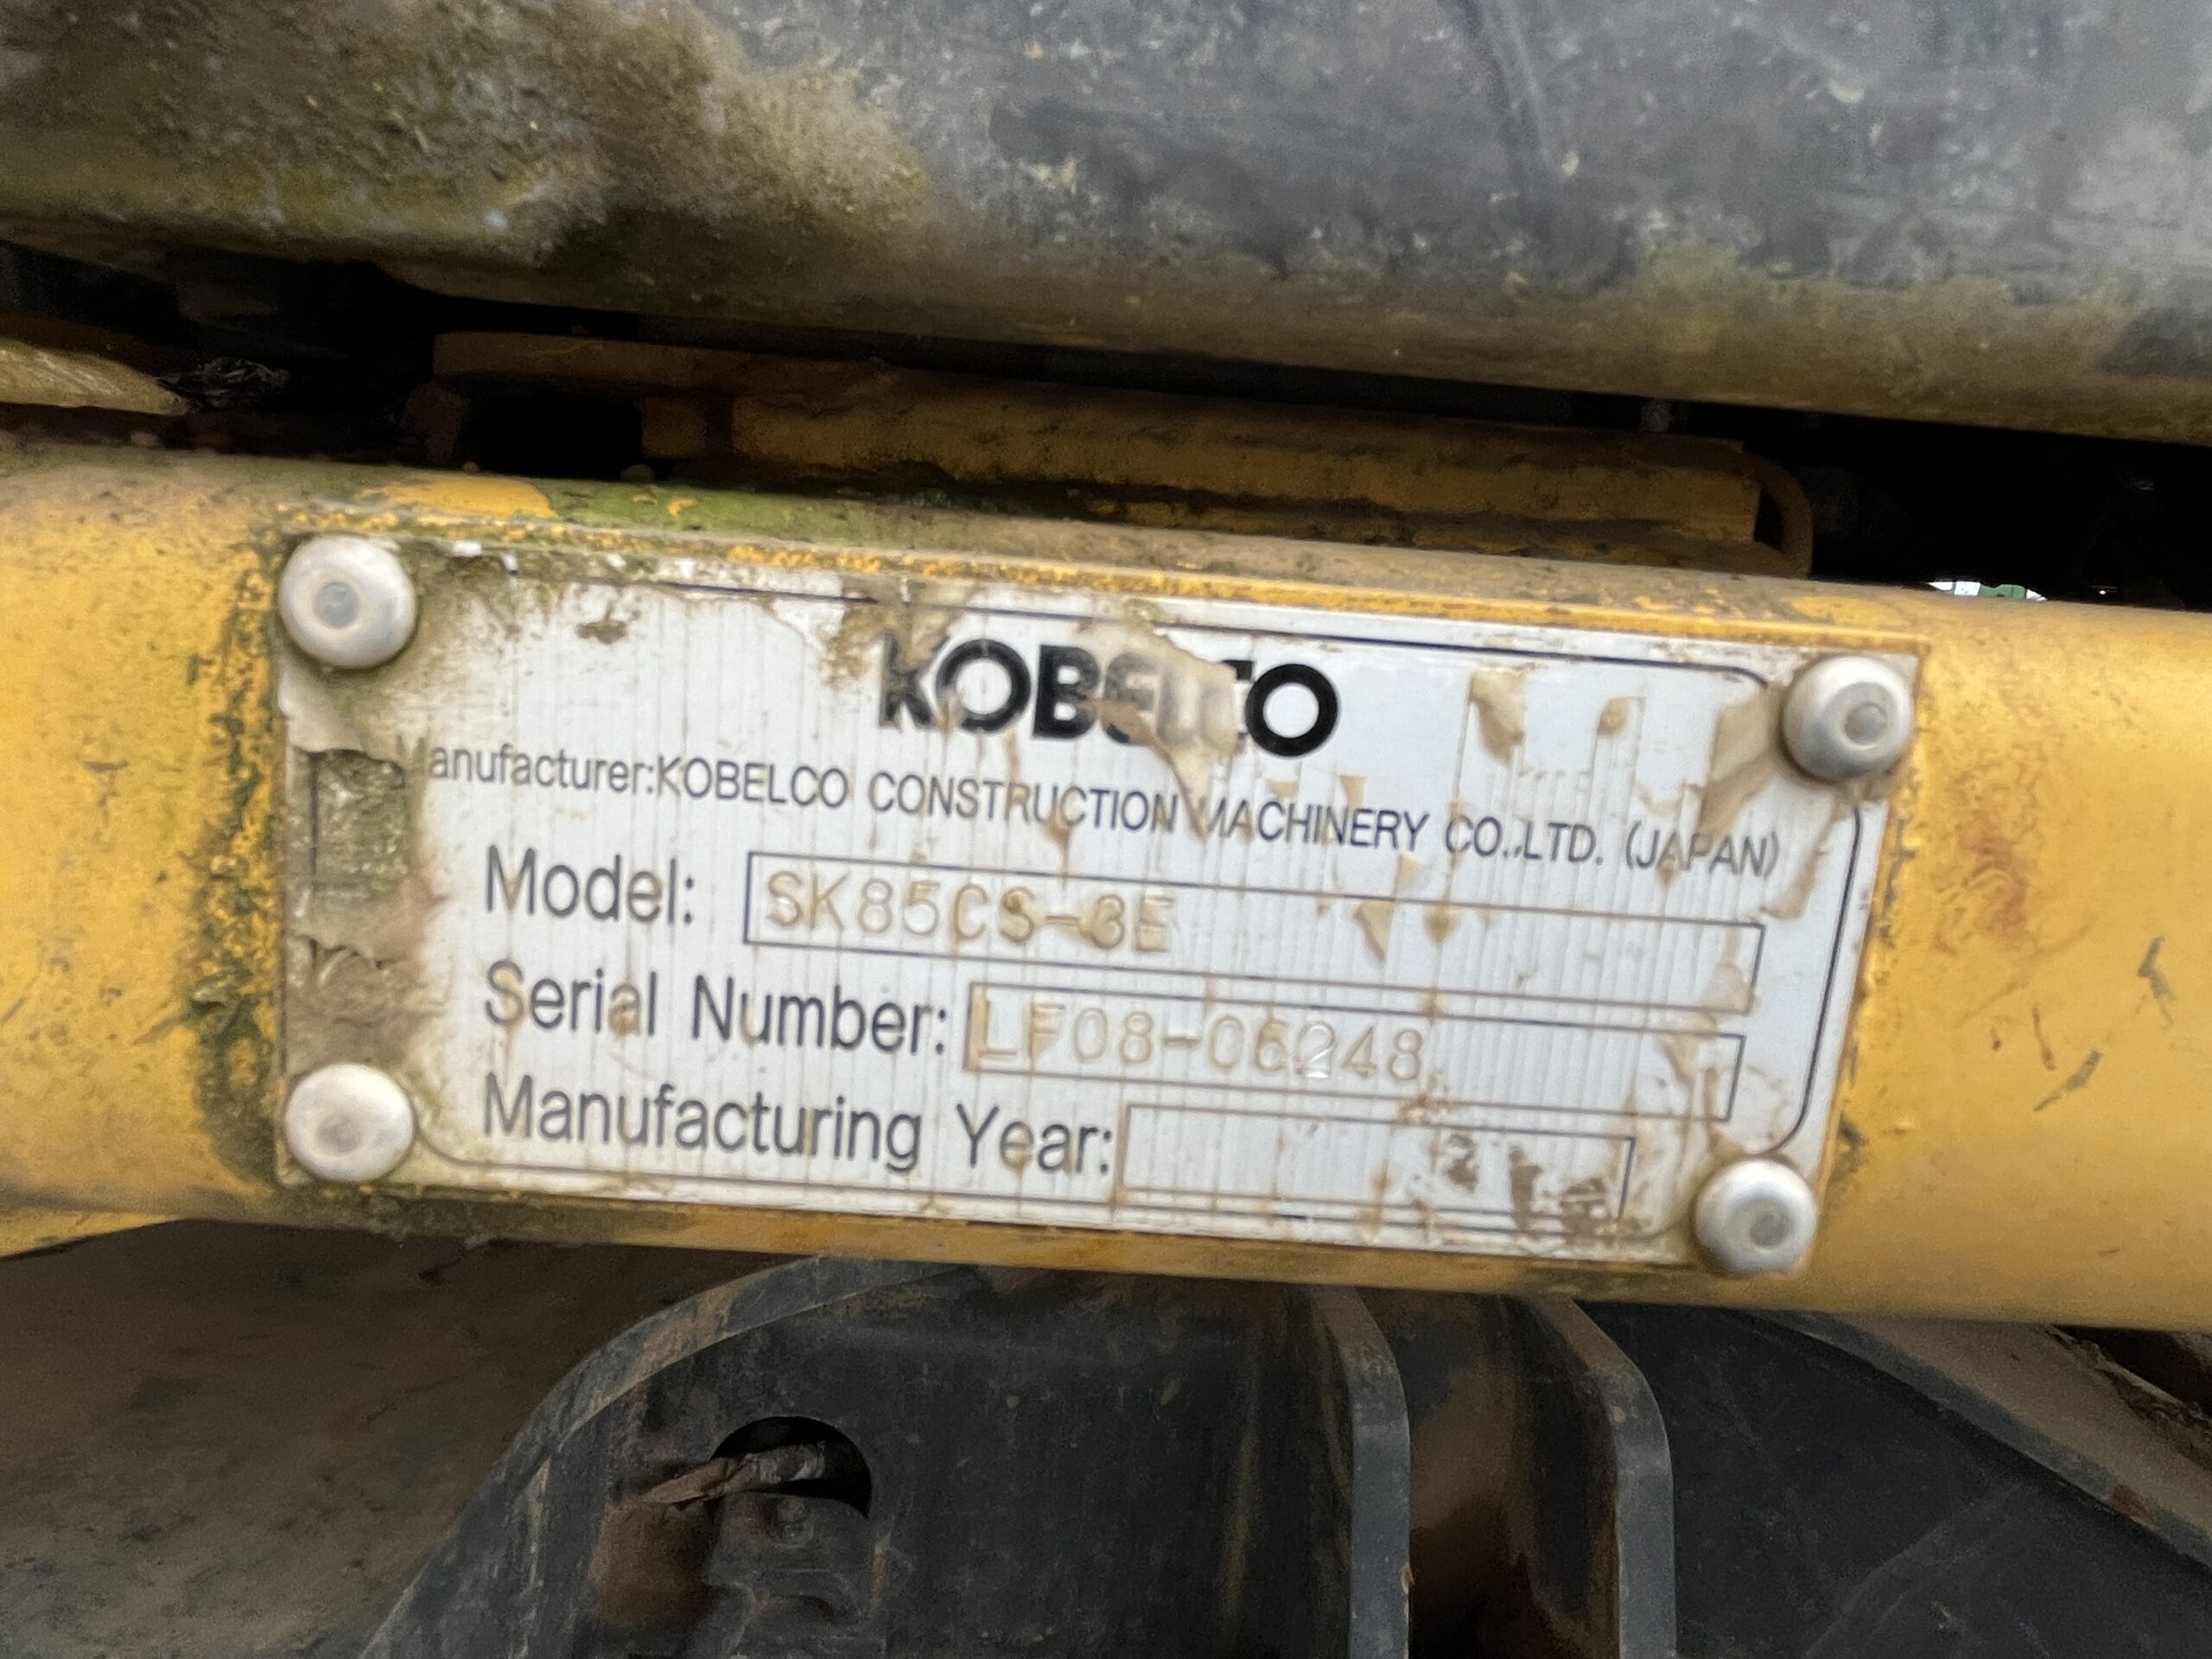 KOBELCO
Manufacturer:KOBELCO CONSTRUCTION MACHINERY CO.,LTD. (JAPAN)
Model: SK85CS-3E
Serial Number: LF08-06248
Manufacturing Year: